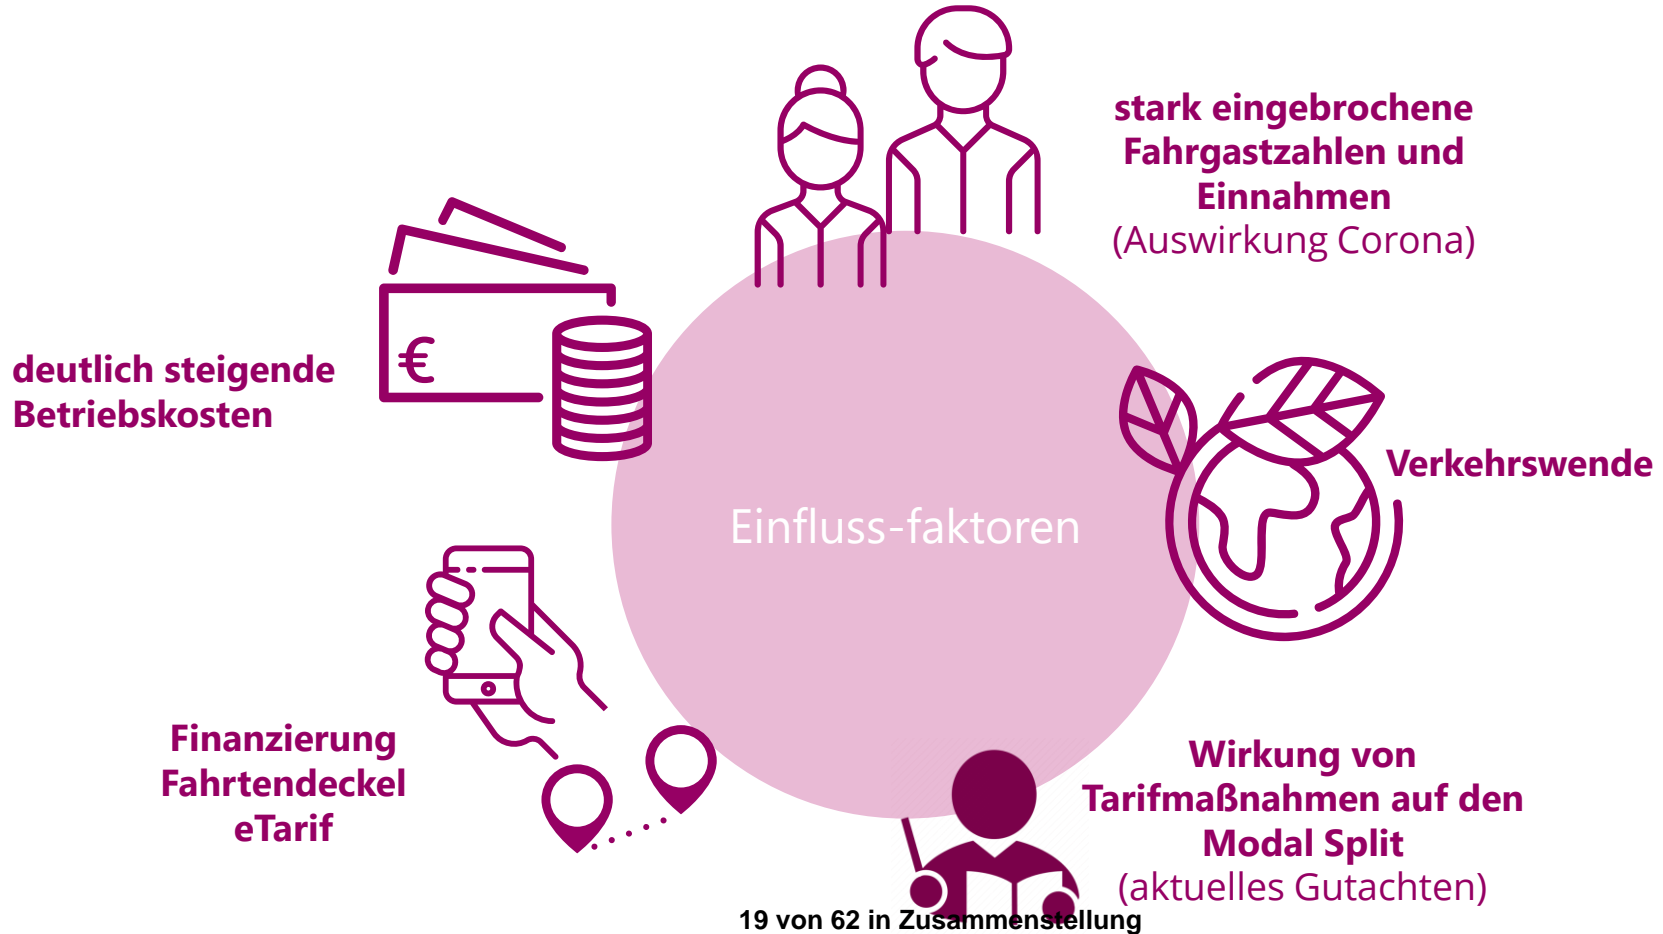 stark eingebrochene
Fahrgastzahlen und
Einnahmen
(Auswirkung Corona)
deutlich steigende
Betriebskosten
€
Verkehrswende
Einfluss-faktoren
Finanzierung
Fahrtendeckel
eTarif
Wirkung von
Tarifmaßnahmen auf den
Modal Split
(aktuelles Gutachten)
19 von 62 in Zusammenstellung